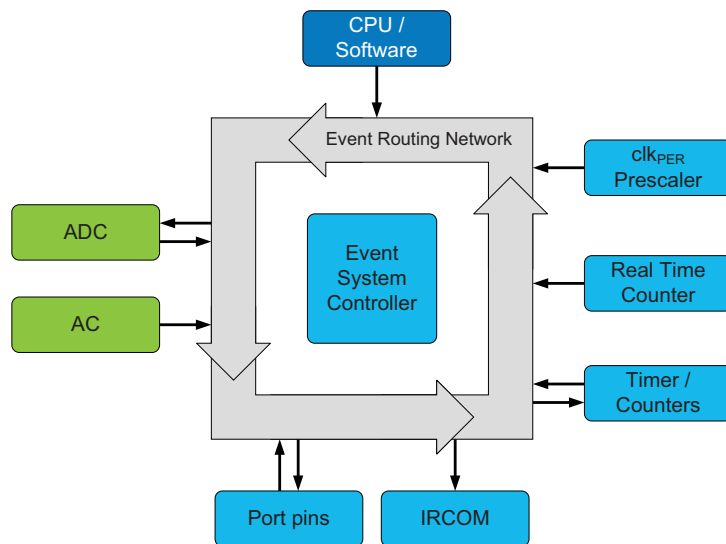 CPU /
Software
Event Routing Network
clkPER
Prescaler
ADC
Event
System
Controller
Real Time
Counter
AC
Timer /
Counters
Port pins
IRCOM